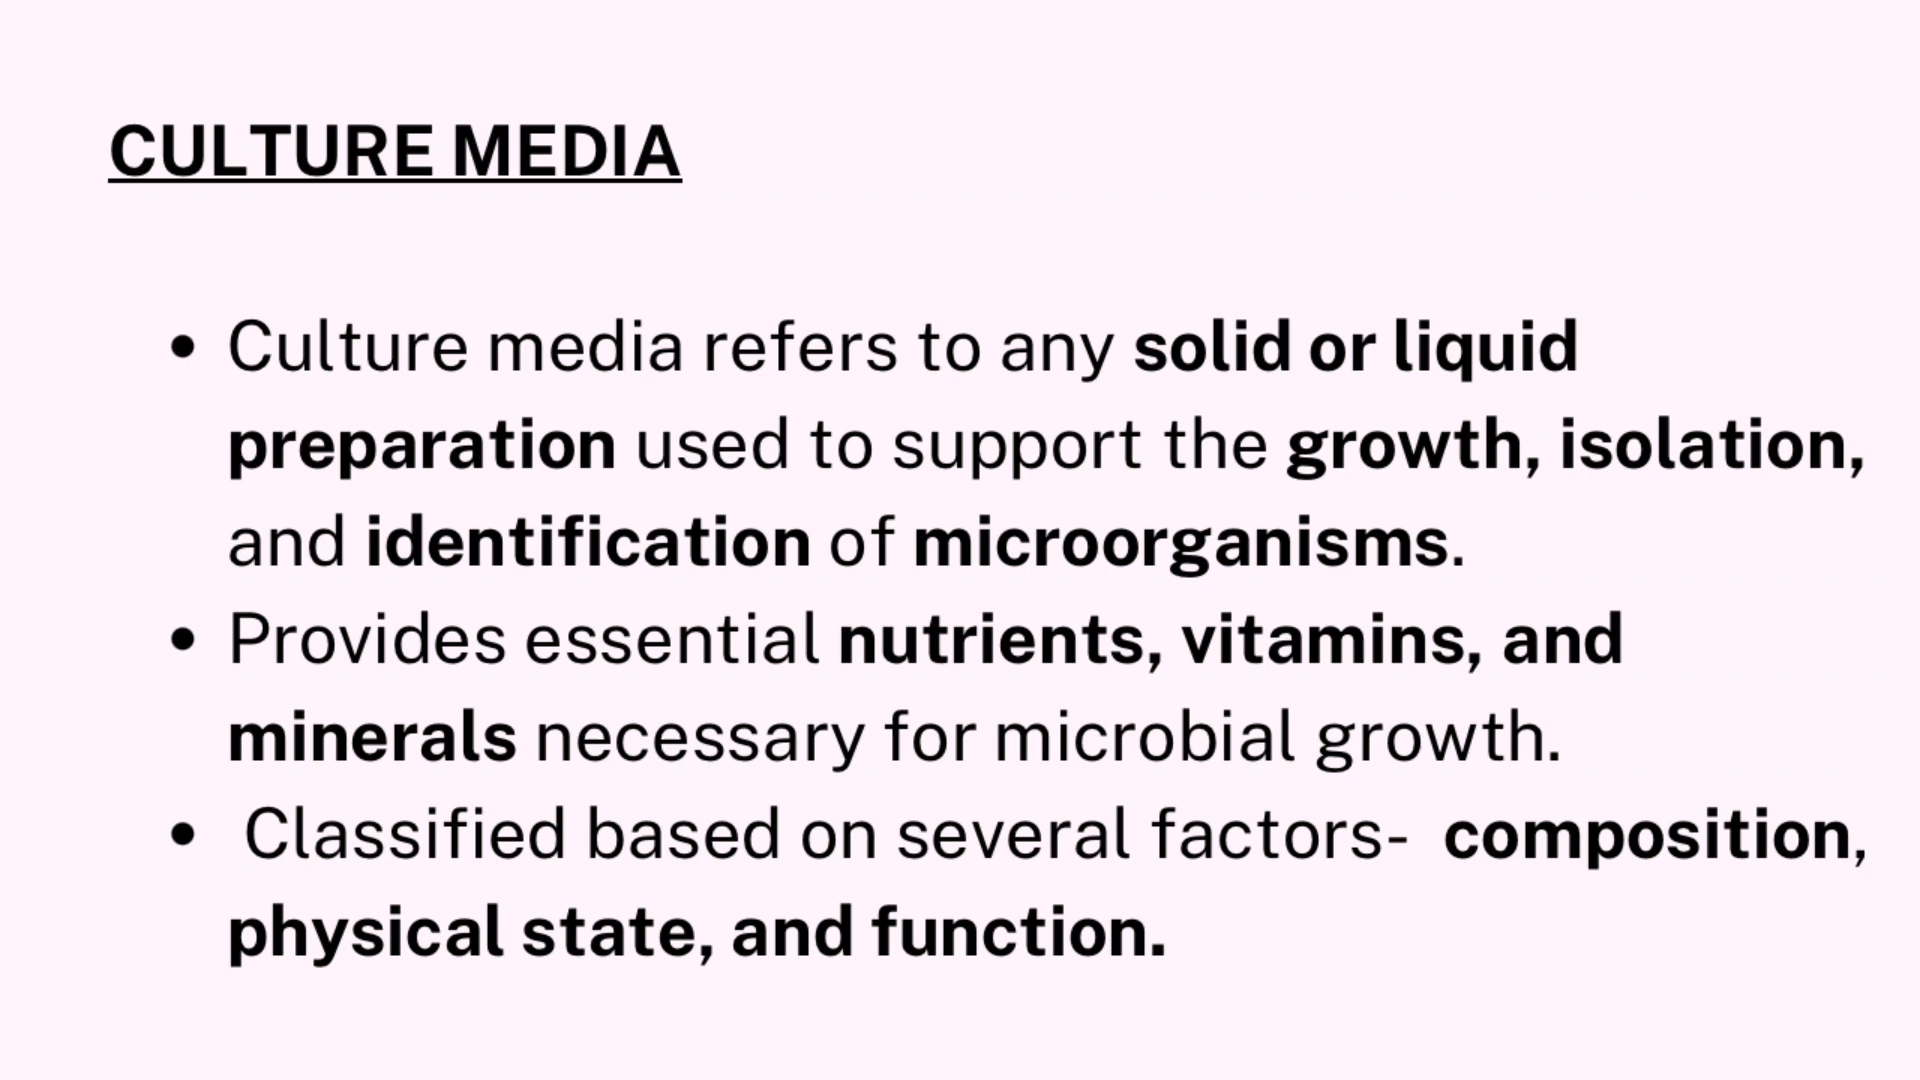 CULTURE MEDIA
• Culture media refers to any solid or liquid
preparation used to support the growth, isolation,
and identification of microorganisms.
• Provides essential nutrients, vitamins, and
minerals necessary for microbial growth.
• Classified based on several factors- composition,
physical state, and function.